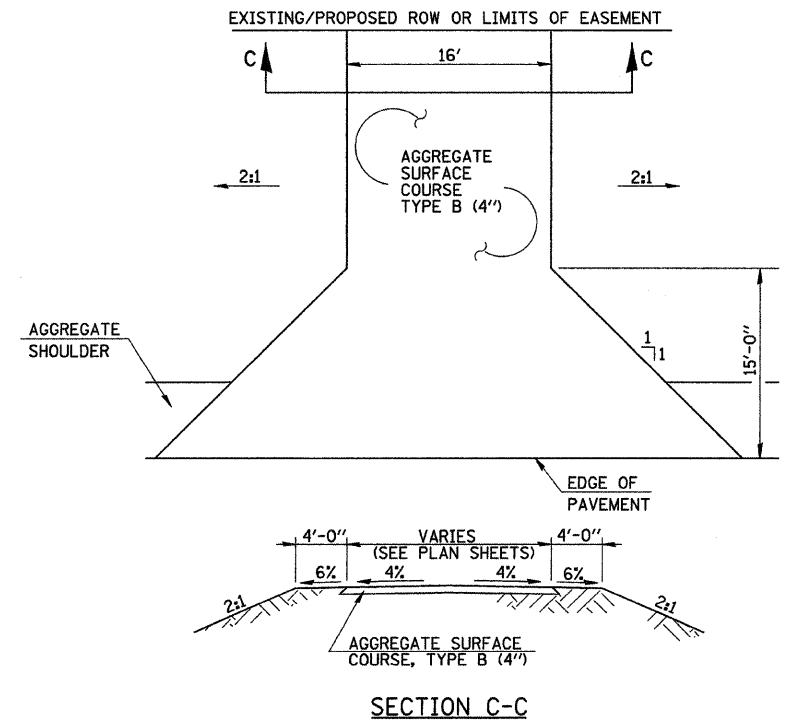 EXISTING/PROPOSED ROW OR LIMITS OF EASEMENT
C
C
16'
AGGREGATE
SURFACE
COURSE
TYPE B (4")
2:1
2:1
AGGREGATE
SHOULDER
1
1
15'-0"
EDGE OF
PAVEMENT
4'-0"
VARIES
4'-0"
(SEE PLAN SHEETS)
6%
4%
4%
6%
2:1
2:1
AGGREGATE SURFACE
COURSE, TYPE B (4")
SECTION C-C